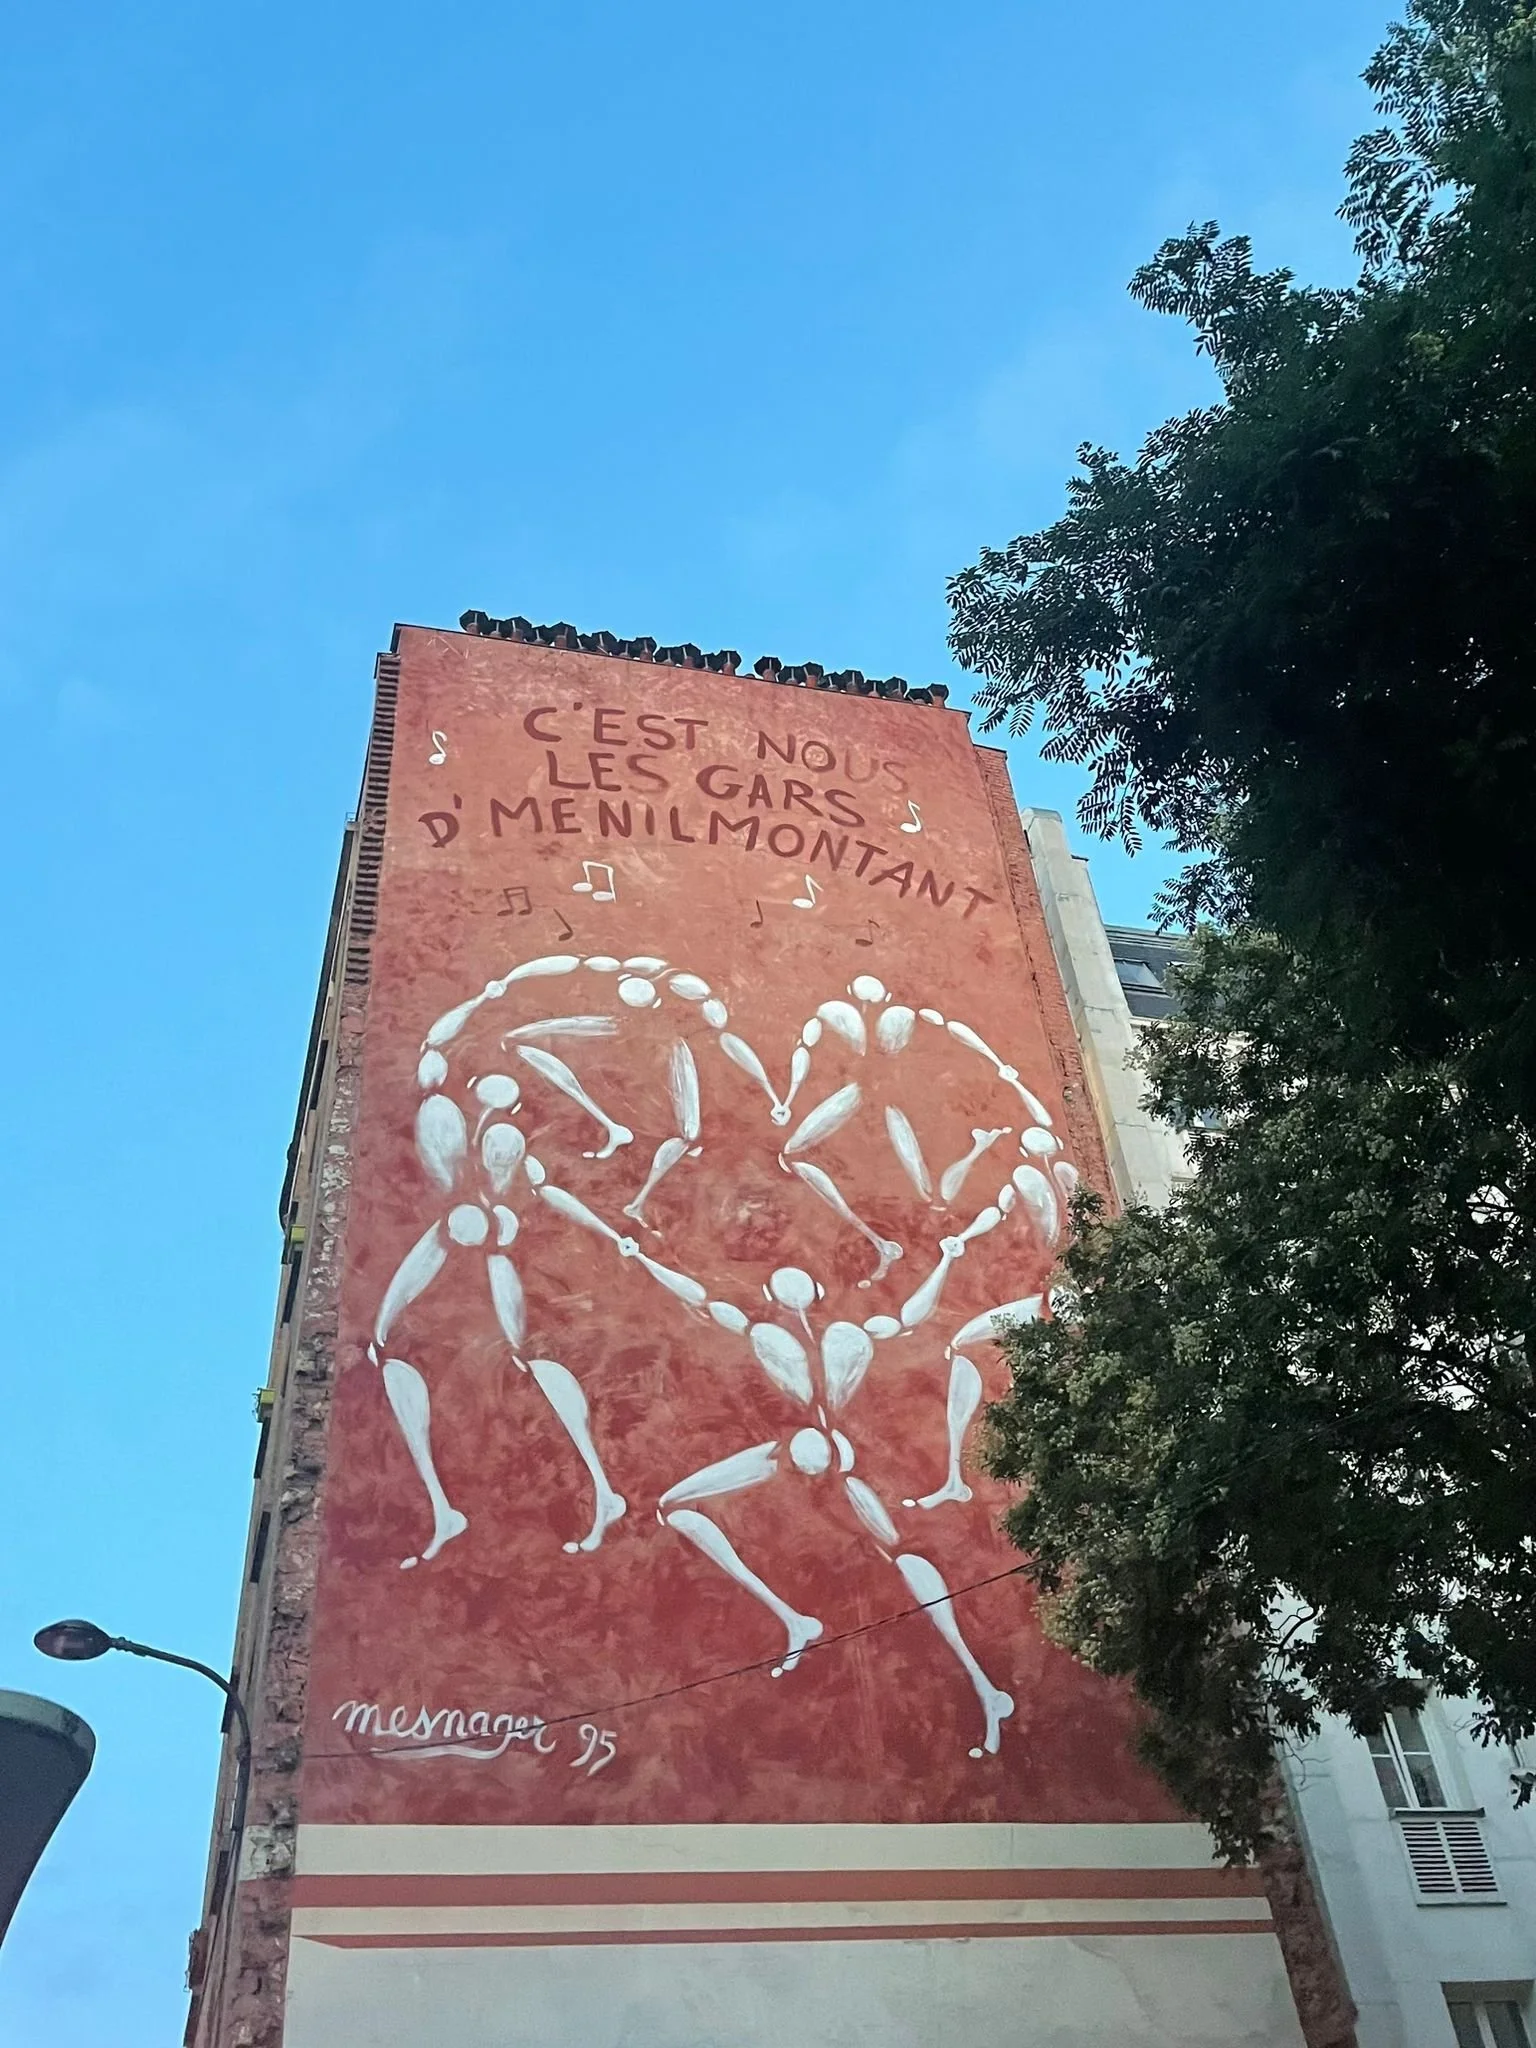 C'EST NOUS
LES GARS
D'MENILMONTANT
mesnager 95